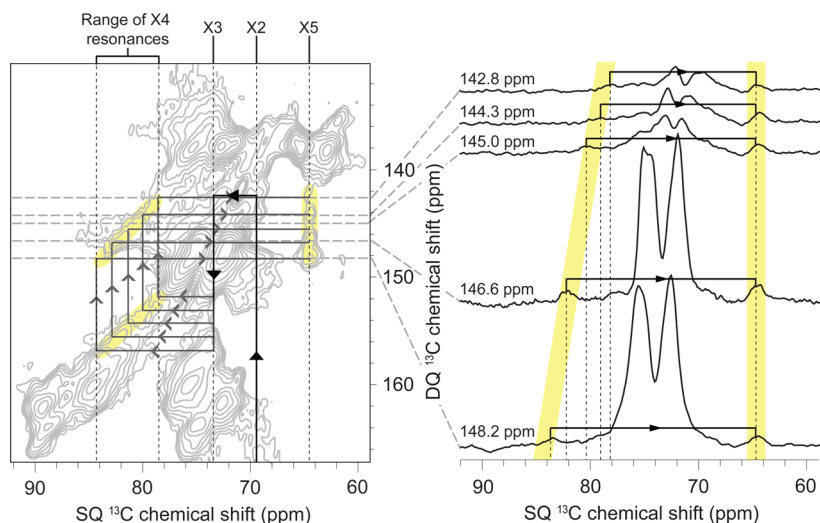 Range of X4
resonances
X3
X2
X5
140
150
160
DQ ¹³C chemical shift (ppm)
90
80
70
60
SQ ¹³C chemical shift (ppm)
142.8 ppm
144.3 ppm
145.0 ppm
146.6 ppm
148.2 ppm
80
70
60
SQ ¹³C chemical shift (ppm)